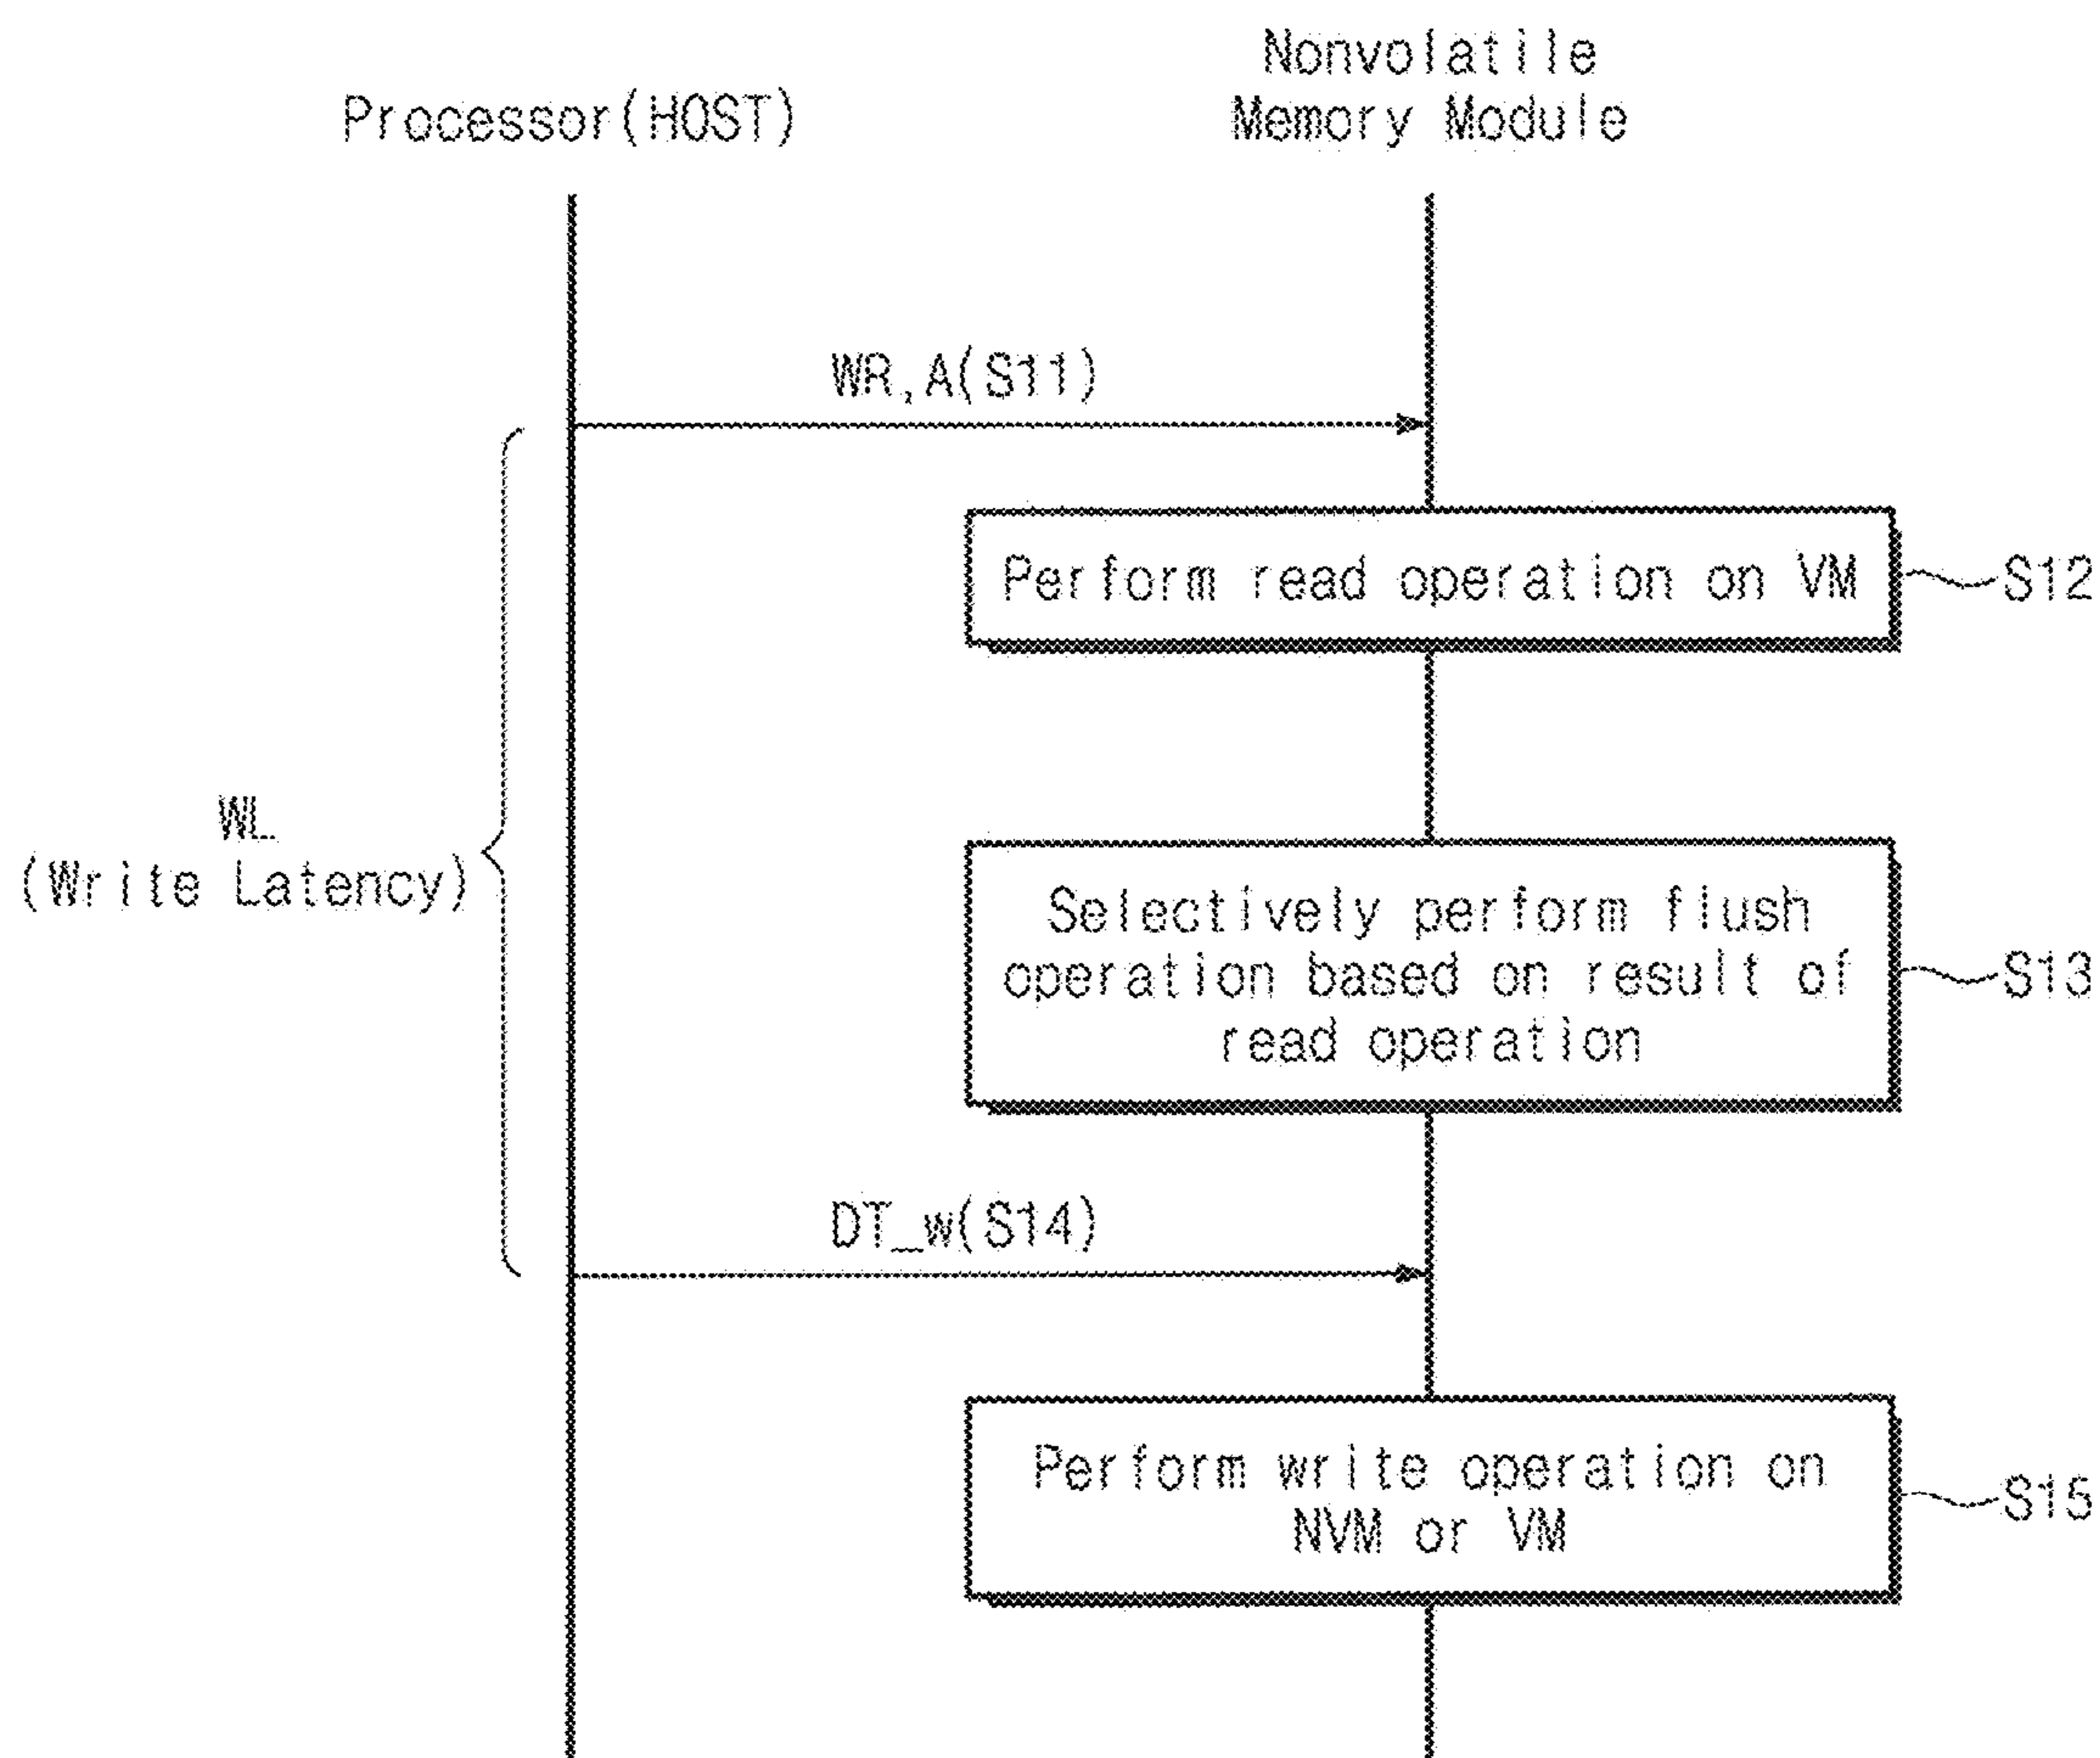 Processor(HOST)
Nonvolatile
Memory Module
WR,A(S11)
Perform read operation on VM
S12
WL
(Write Latency)
Selectively perform flush
operation based on result of
read operation
S13
DT_w(S14)
Perform write operation on
NVM or VM
S15